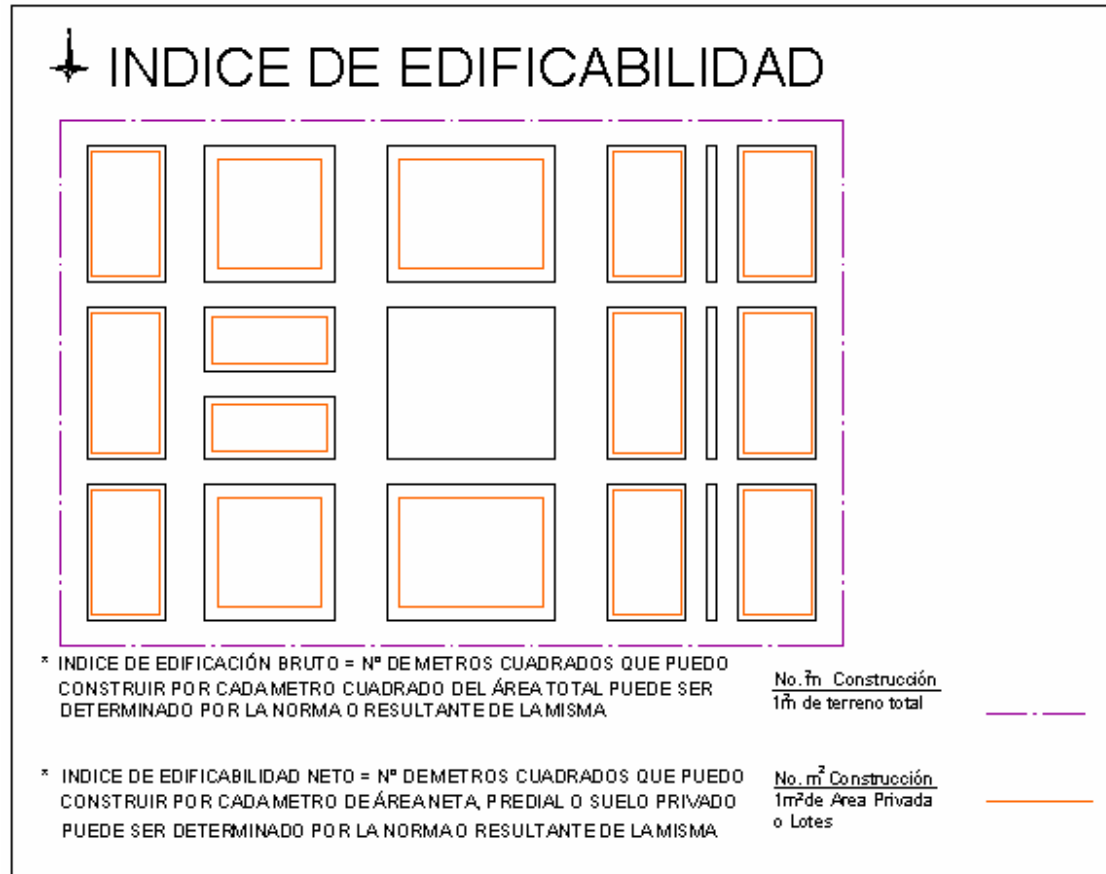 INDICE DE EDIFICABILIDAD
* INDICE DE EDIFICACIÓN BRUTO = Nº DE METROS CUADRADOS QUE PUEDO
CONSTRUIR POR CADA METRO CUADRADO DEL ÁREA TOTAL PUEDE SER
DETERMINADO POR LA NORMA O RESULTANTE DE LA MISMA
No. m² Construcción
1m² de terreno total
* INDICE DE EDIFICABILIDAD NETO = Nº DE METROS CUADRADOS QUE PUEDO
CONSTRUIR POR CADA METRO DE ÁREA NETA, PREDIAL O SUELO PRIVADO
PUEDE SER DETERMINADO POR LA NORMA O RESULTANTE DE LA MISMA
No. m² Construcción
1m² de Area Privada
o Lotes